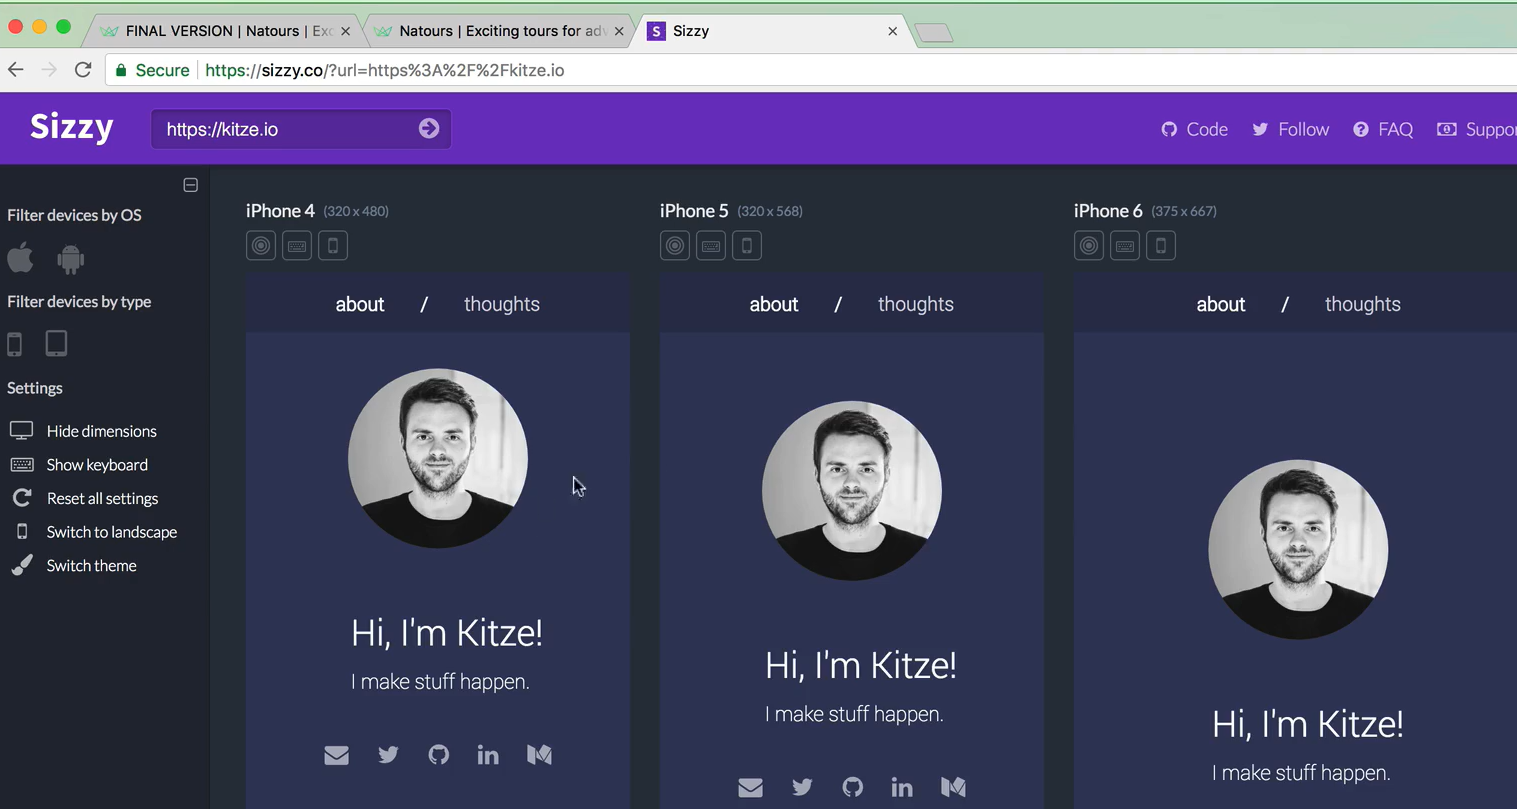 FINAL VERSION | Natours | Exc
Natours | Exciting tours for adv
S Sizzy
Secure https://sizzy.co/?url=https%3A%2F%2Fkitze.io
Sizzy
https://kitze.io
Code
Follow
FAQ
Suppor
Filter devices by OS
Filter devices by type
Settings
Hide dimensions
Show keyboard
Reset all settings
Switch to landscape
Switch theme
iPhone 4 (320 x 480)
about / thoughts
Hi, I'm Kitze!
I make stuff happen.
iPhone 5 (320 x 568)
about / thoughts
Hi, I'm Kitze!
I make stuff happen.
iPhone 6 (375 x 667)
about / thoughts
Hi, I'm Kitze!
I make stuff happen.